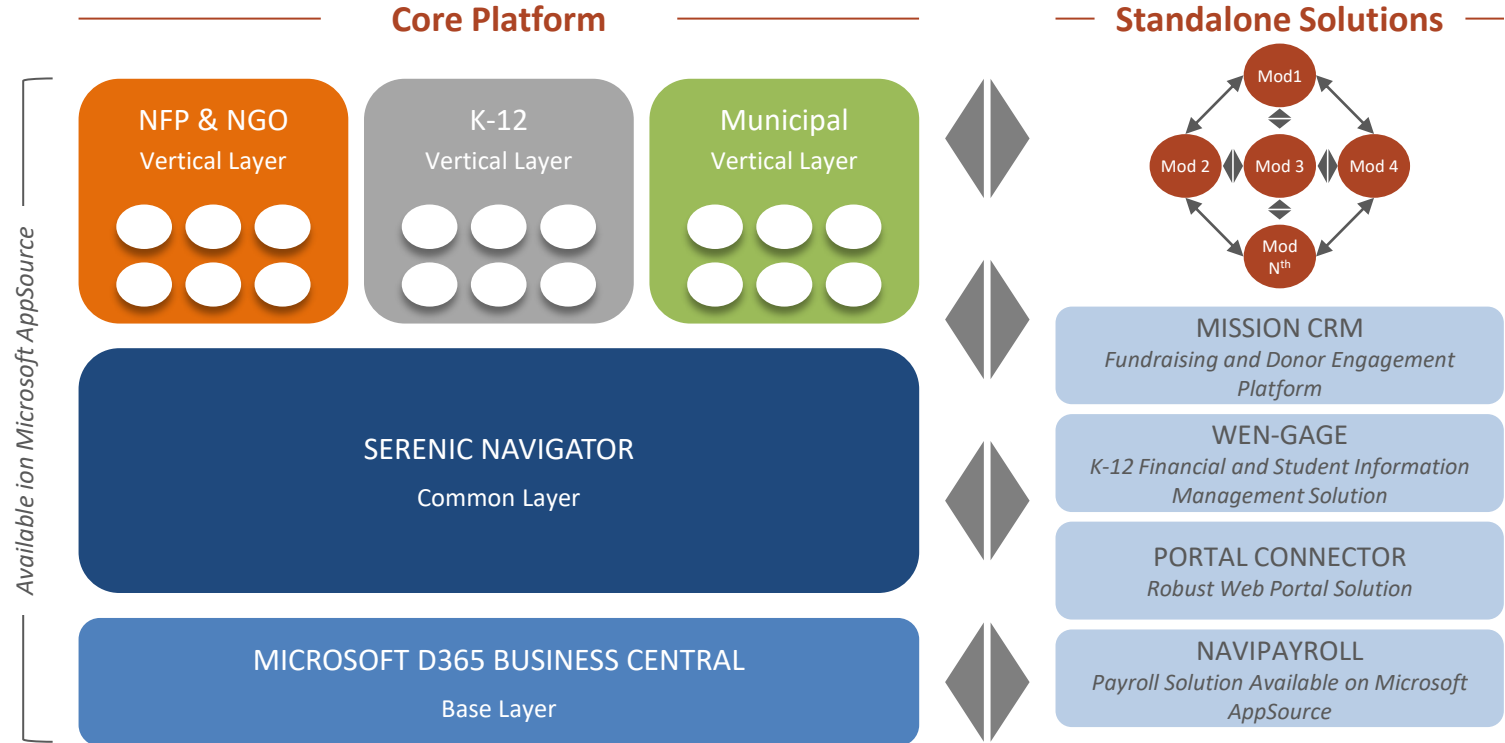 Core Platform
Standalone Solutions
Available ion Microsoft AppSource
NFP & NGO
Vertical Layer
K-12
Vertical Layer
Municipal
Vertical Layer
SERENIC NAVIGATOR
Common Layer
MICROSOFT D365 BUSINESS CENTRAL
Base Layer
Mod1
Mod 2
Mod 3
Mod 4
Mod
Nth
MISSION CRM
Fundraising and Donor Engagement
Platform
WEN-GAGE
K-12 Financial and Student Information
Management Solution
PORTAL CONNECTOR
Robust Web Portal Solution
NAVIPAYROLL
Payroll Solution Available on Microsoft
AppSource